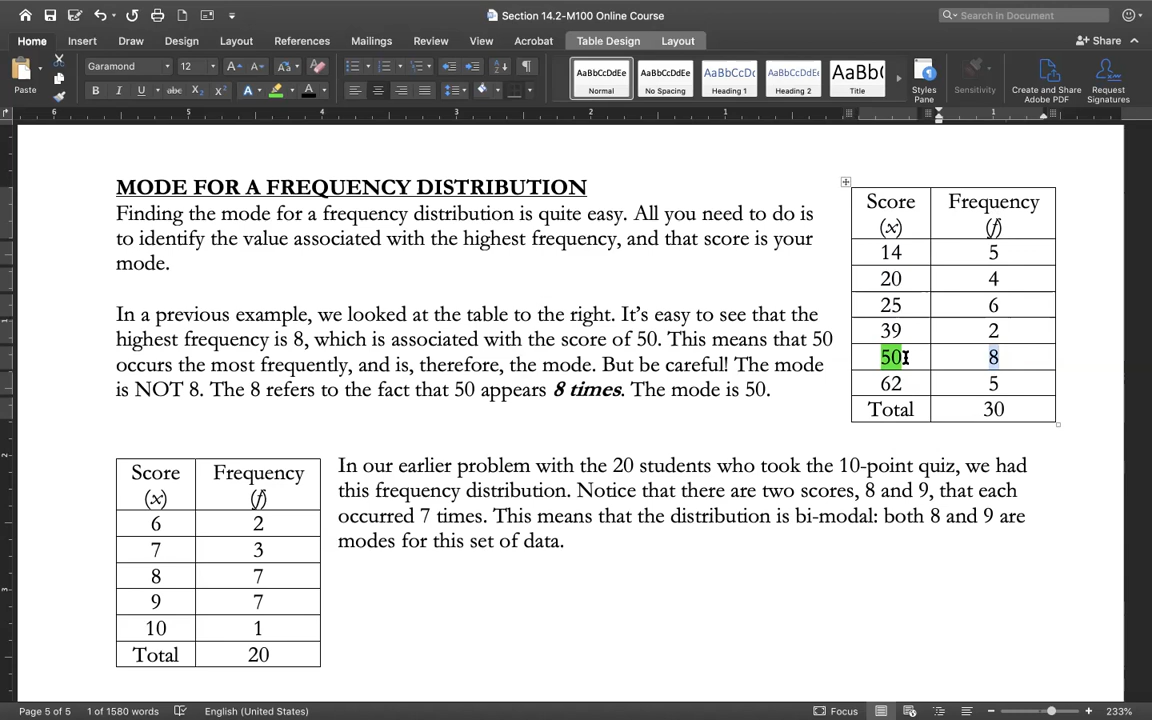 Section 14.2-M100 Online Course
Search in Document
Home Insert Draw Design Layout References Mailings Review View Acrobat Table Design Layout
Share
Paste
Garamond 12
AaBbCcDdEe AaBbCcDdEe AaBbCcDc AaBbCcDdEe AaBb(
Normal No Spacing Heading 1 Heading 2 Title
Styles Pane
Sensitivity
Create and Share Adobe PDF
Request Signatures
MODE FOR A FREQUENCY DISTRIBUTION
Finding the mode for a frequency distribution is quite easy. All you need to do is
to identify the value associated with the highest frequency, and that score is your
mode.
In a previous example, we looked at the table to the right. It's easy to see that the
highest frequency is 8, which is associated with the score of 50. This means that 50
occurs the most frequently, and is, therefore, the mode. But be careful! The mode
is NOT 8. The 8 refers to the fact that 50 appears 8 times. The mode is 50.
Score (x) Frequency (f)
14 5
20 4
25 6
39 2
50 8
62 5
Total 30
Score (x) Frequency (f)
6 2
7 3
8 7
9 7
10 1
Total 20
In our earlier problem with the 20 students who took the 10-point quiz, we had
this frequency distribution. Notice that there are two scores, 8 and 9, that each
occurred 7 times. This means that the distribution is bi-modal: both 8 and 9 are
modes for this set of data.
Page 5 of 5 1 of 1580 words English (United States) Focus 233%